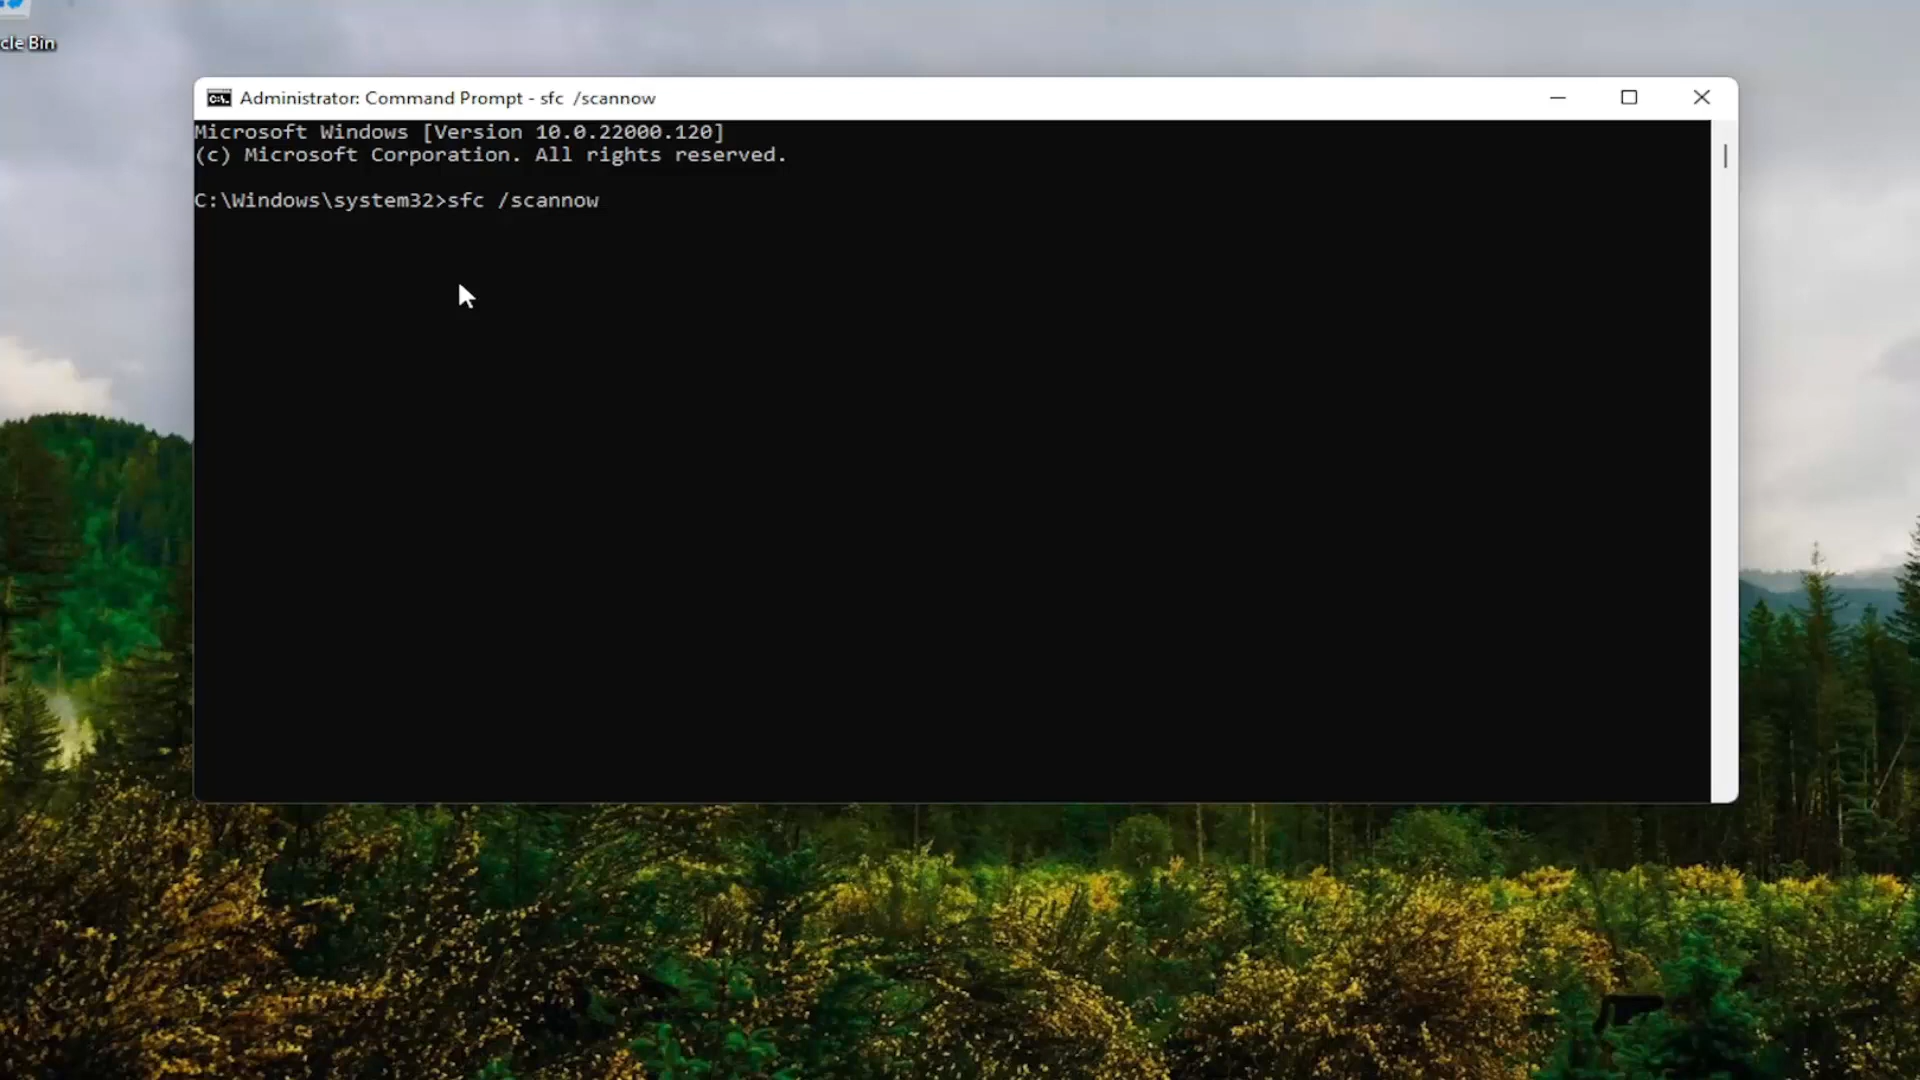 cle Bin
Administrator: Command Prompt - sfc  /scannow
Microsoft Windows [Version 10.0.22000.120]
(c) Microsoft Corporation. All rights reserved.
C:\Windows\system32>sfc /scannow